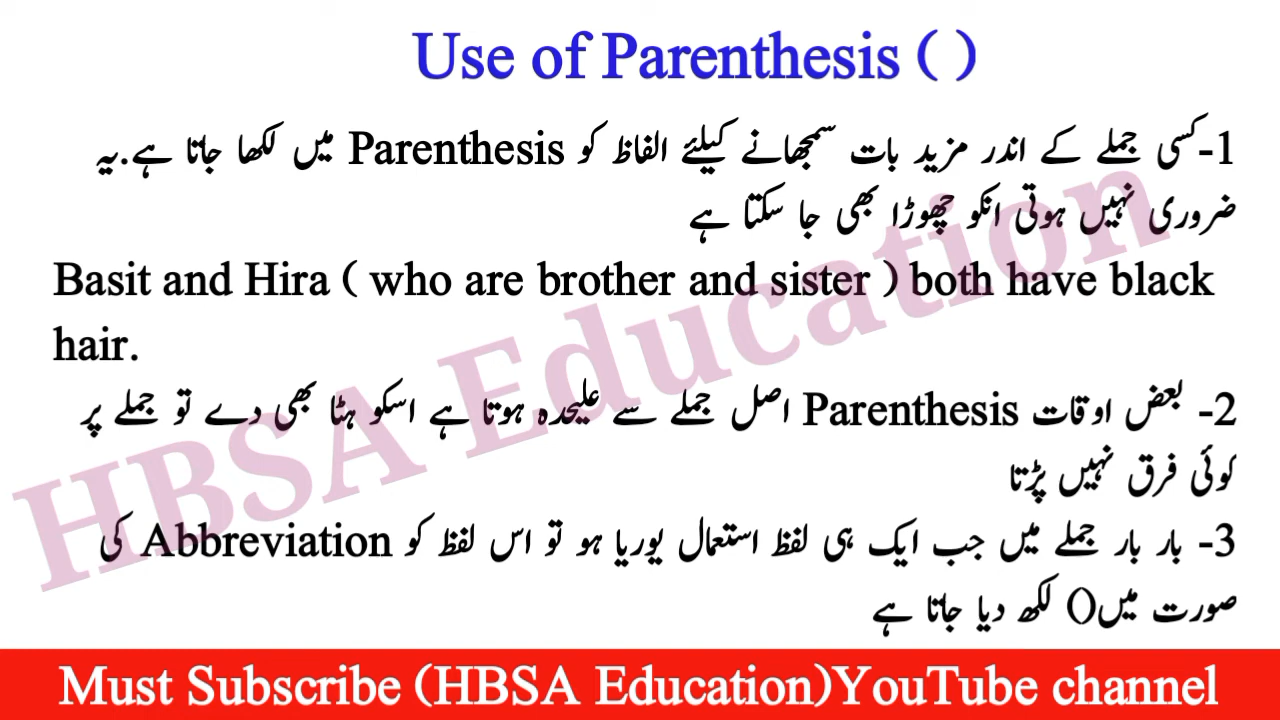 Use of Parenthesis ( )
1-کسی جملے کے اندر مزید بات سمجھانے کیلئے الفاظ کو Parenthesis میں لکھا جاتا ہے.یہ
ضروری نہیں ہوتی انکو چھوڑا بھی جا سکتا ہے
Basit and Hira ( who are brother and sister ) both have black
hair.
2- بعض اوقات Parenthesis اصل جملے سے علیحدہ ہوتا ہے اسکو ہٹا بھی دے تو جملے پر
کوئی فرق نہیں پڑتا
3- بار بار جملے میں جب ایک ہی لفظ استعمال ہوریا ہو تو اس لفظ کو Abbreviation کی
صورت میں() لکھ دیا جاتا ہے
HBSA Education
Must Subscribe (HBSA Education)YouTube channel